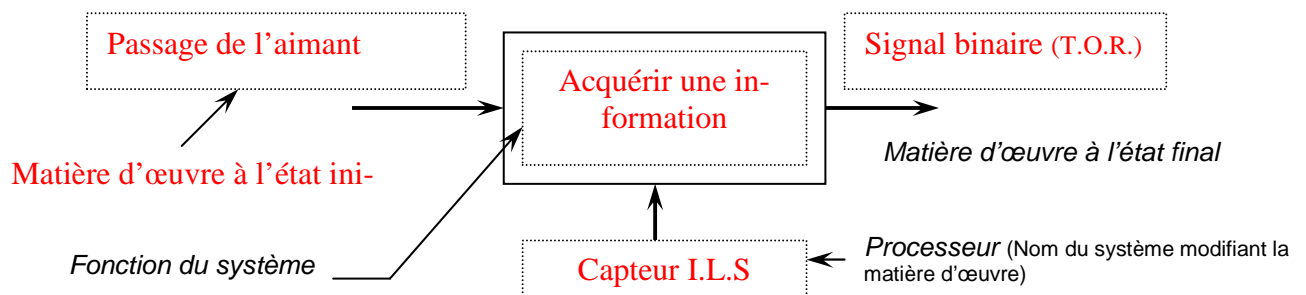 Passage de l’aimant
Signal binaire (T.O.R.)
Acquérir une in-
formation
Matière d’œuvre à l’état final
Matière d’œuvre à l’état ini-
Fonction du système
Capteur I.L.S
Processeur (Nom du système modifiant la
matière d’œuvre)